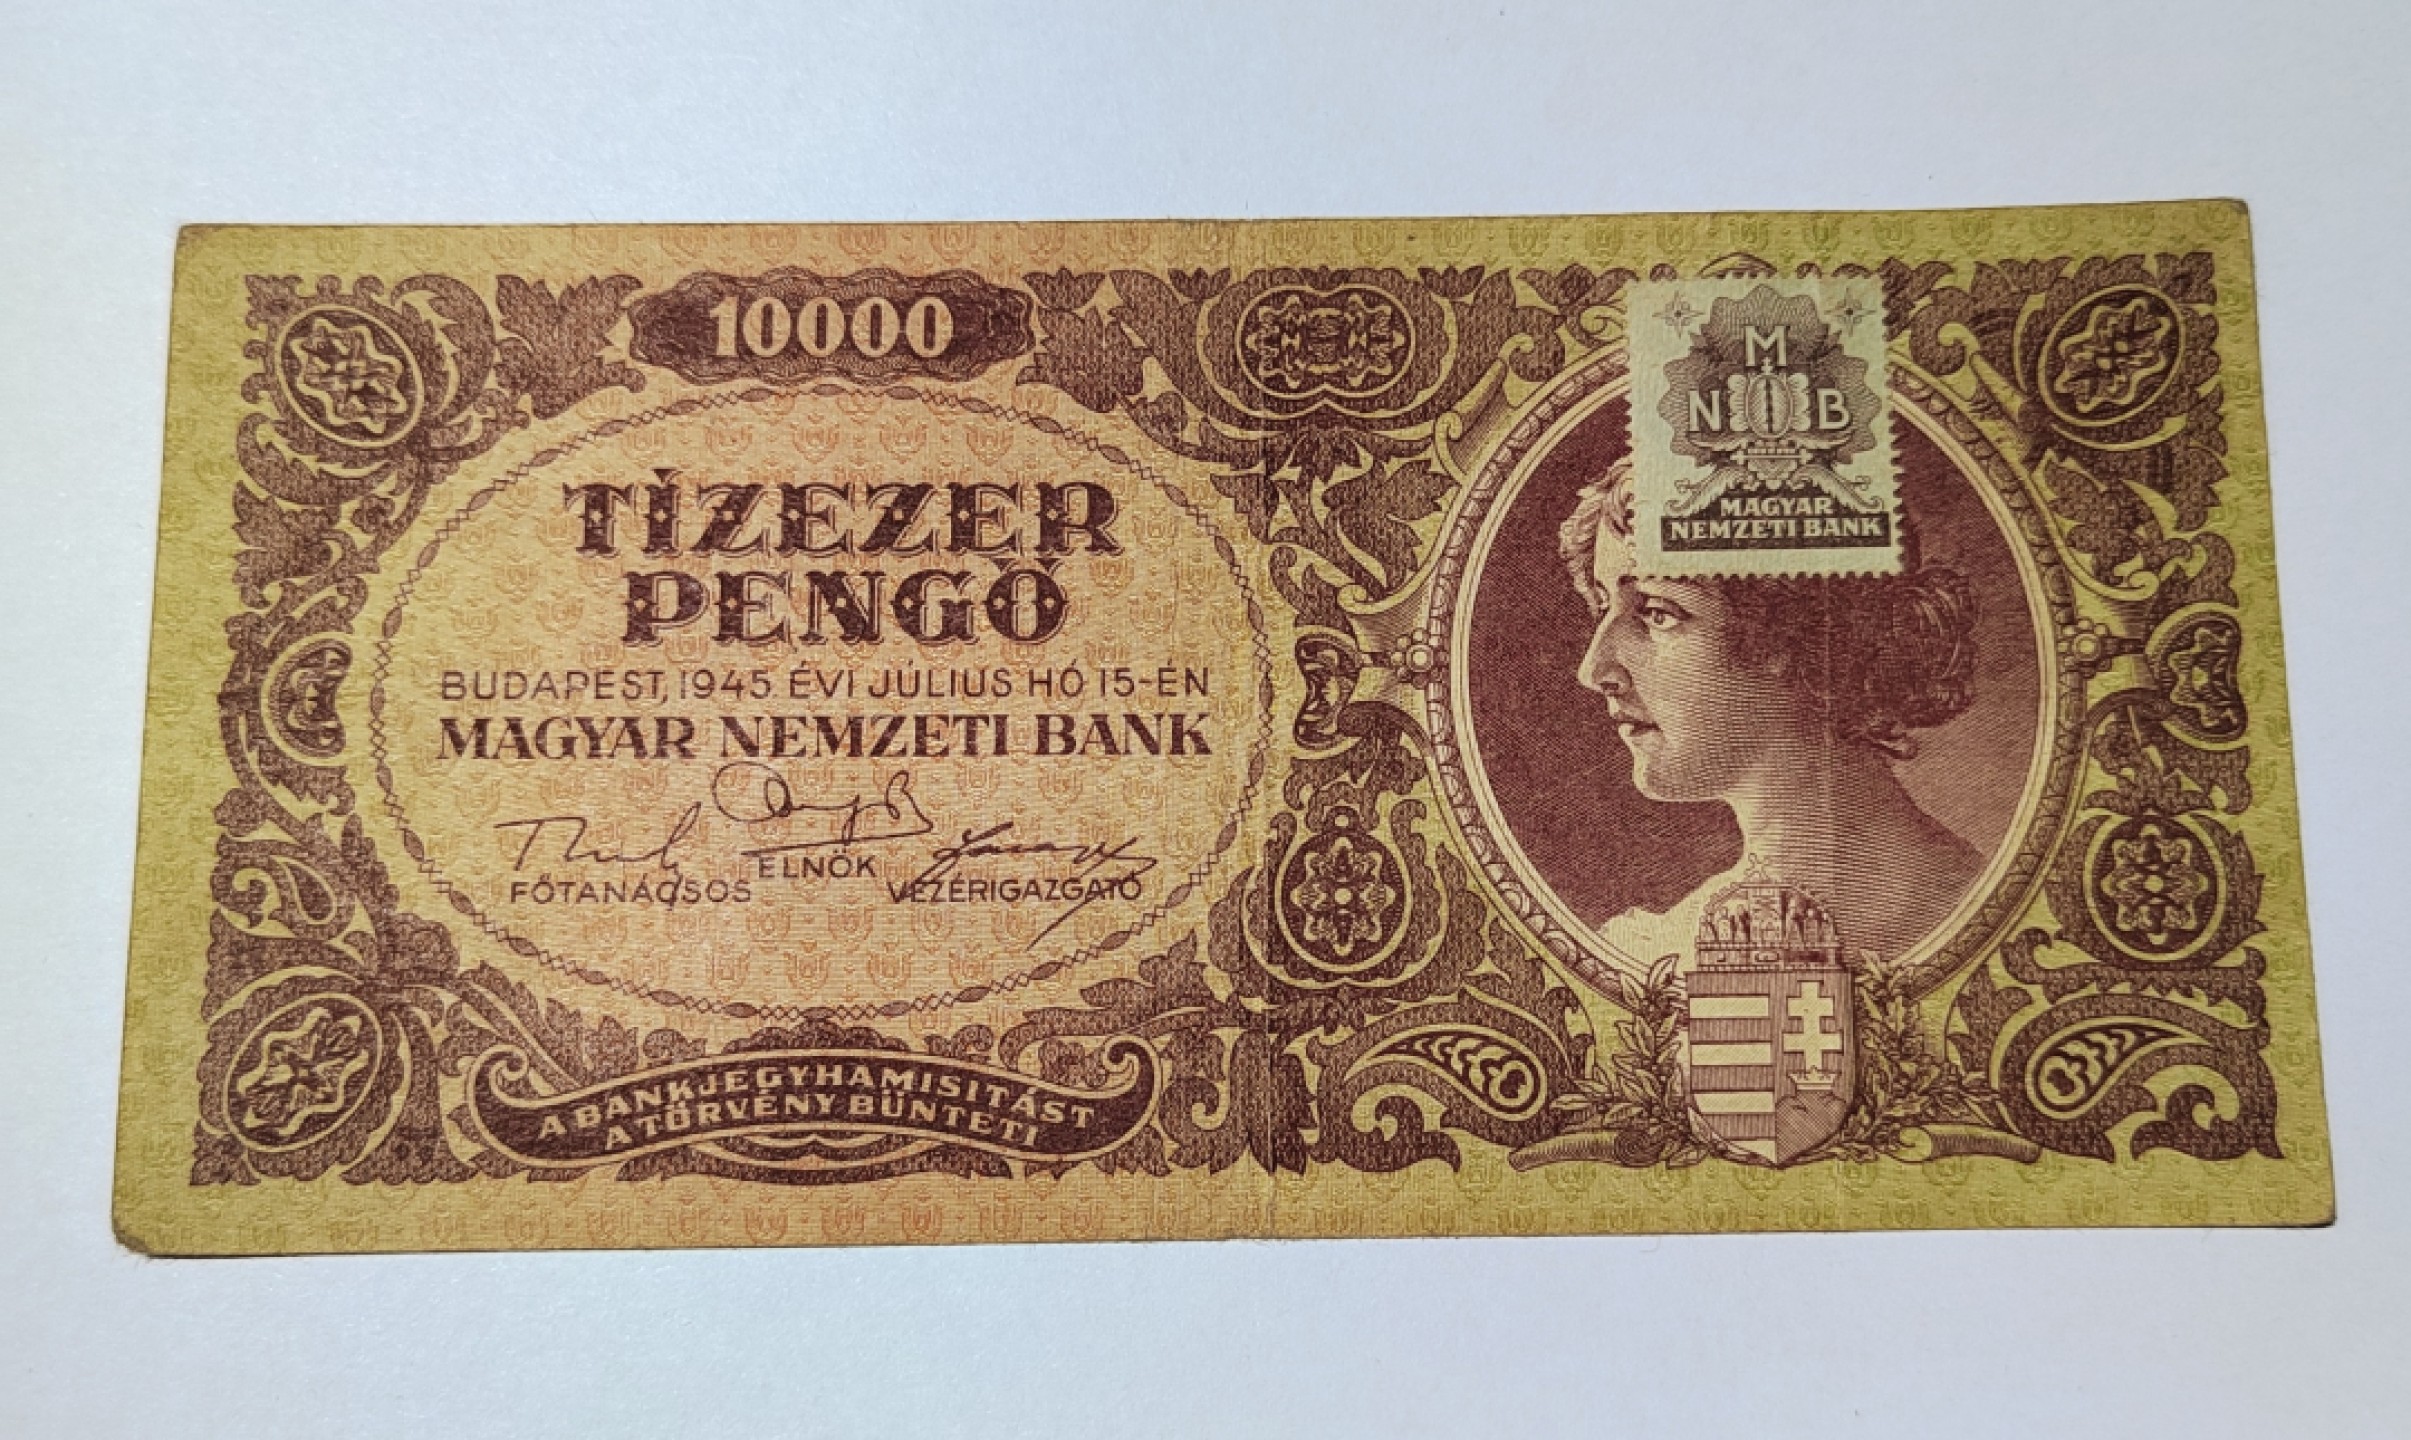 10000
TÍZEZER
PENGŐ
BUDAPEST, 1945 ÉVI JÚLIUS HÓ 15-ÉN
MAGYAR NEMZETI BANK
FŐTANÁCSOS
ELNÖK
VEZÉRIGAZGATÓ
A BANKJEGYHAMISITÁST
A TÖRVÉNY BÜNTETI
M
N B
MAGYAR
NEMZETI BANK